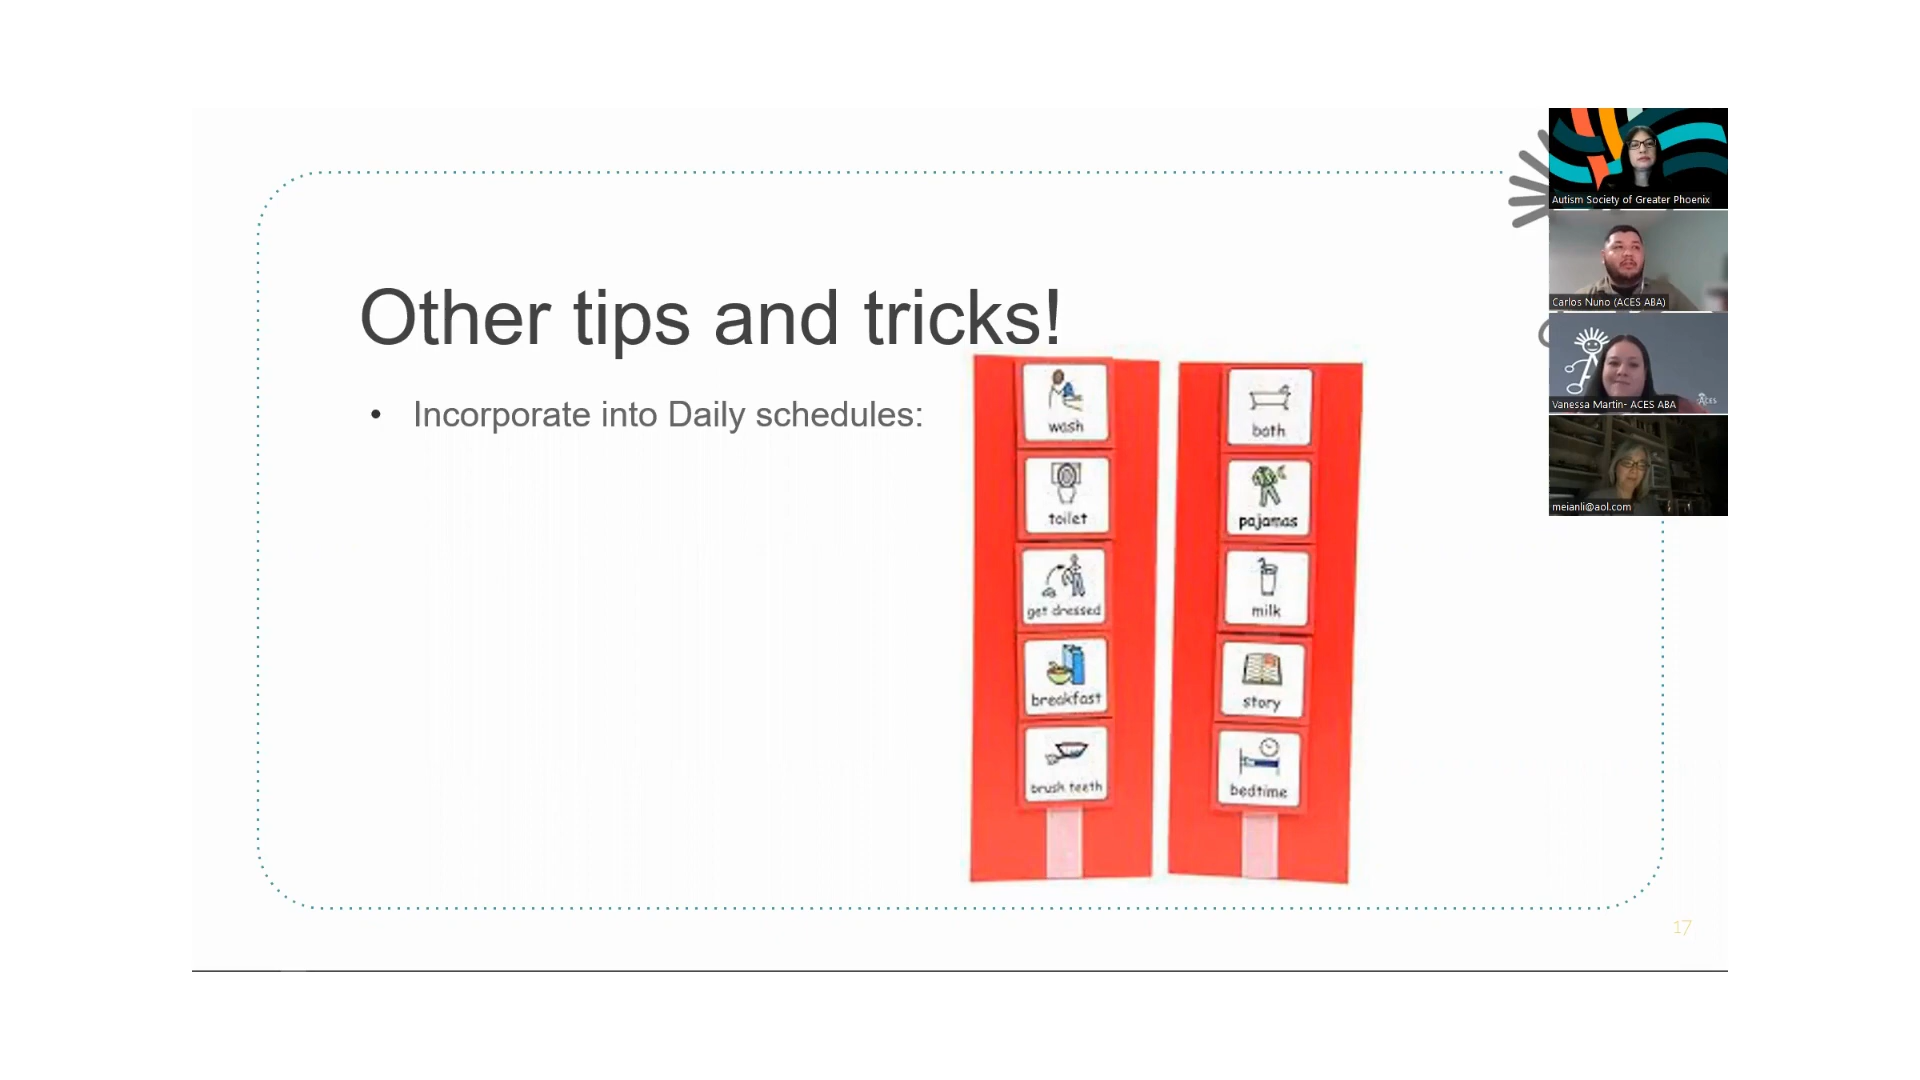 Other tips and tricks!
• Incorporate into Daily schedules:
wash
toilet
get dressed
breakfast
brush teeth
bath
pajamas
milk
story
bedtime
Autism Society of Greater Phoenix
Carlos Nuno (ACES ABA)
Vanessa Martin- ACES ABA
ACES
meianli@aol.com
17